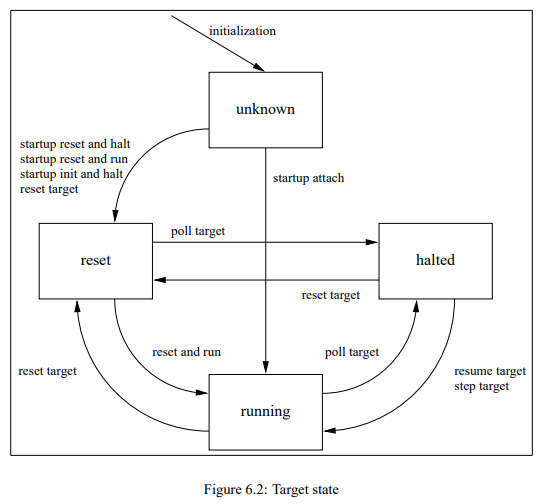 initialization
unknown
startup reset and halt
startup reset and run
startup init and halt
reset target
startup attach
poll target
reset
halted
reset target
reset and run
poll target
reset target
resume target
step target
running
Figure 6.2: Target state